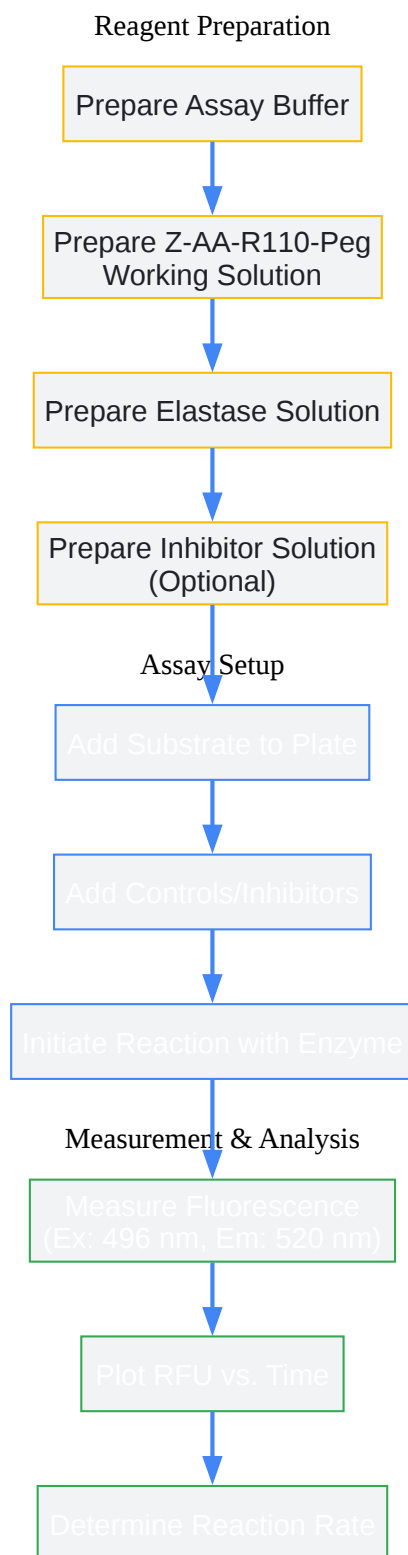 Reagent Preparation
Prepare Assay Buffer
Prepare Z-AA-R110-Peg
Working Solution
Prepare Elastase Solution
Prepare Inhibitor Solution
(Optional)
Assay Setup
Add Substrate to Plate
Add Controls/Inhibitors
Initiate Reaction with Enzyme
Measurement & Analysis
Measure Fluorescence
(Ex: 496 nm, Em: 520 nm)
Plot RFU vs. Time
Determine Reaction Rate